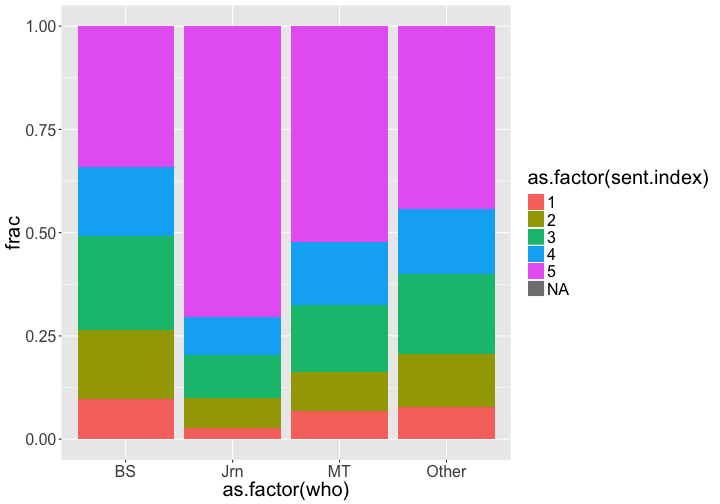 frac
1.00
0.75
0.50
0.25
0.00
BS
Jrn
MT
Other
as.factor(who)
as.factor(sent.index)
1
2
3
4
5
NA